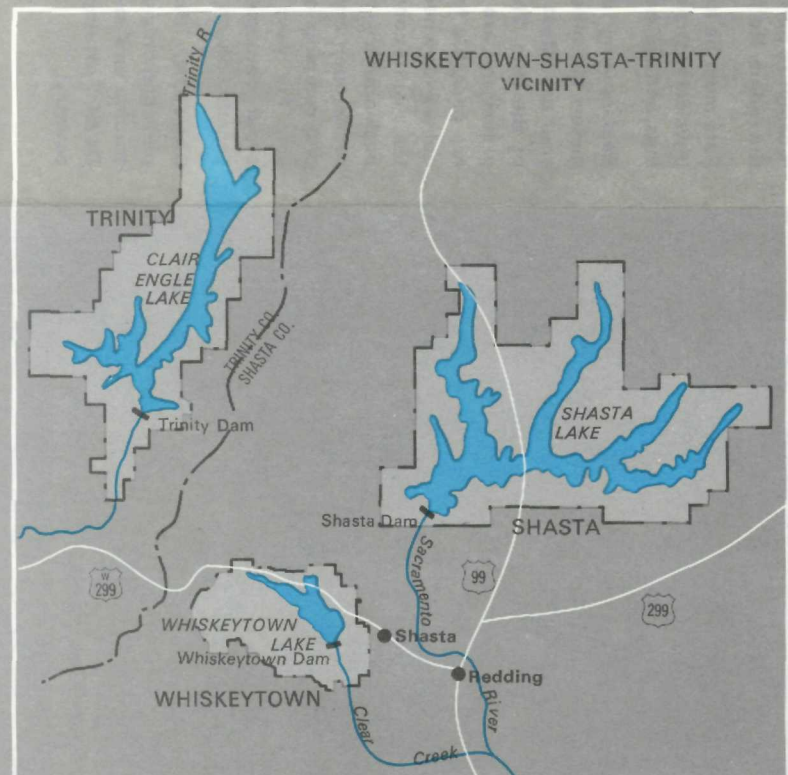 WHISKEYTOWN-SHASTA-TRINITY
VICINITY
Trinity R
TRINITY
CLAIR
ENGLE
LAKE
TRINITY CO.
SHASTA CO.
Trinity Dam
SHASTA
LAKE
Shasta Dam
SHASTA
Sacramento
River
W
299
99
299
WHISKEYTOWN
LAKE
Whiskeytown Dam
Shasta
Redding
WHISKEYTOWN
Clear
Creek